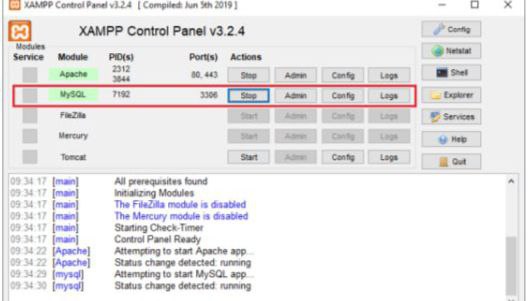 XAMPP Control Panel v3.2.4 [ Compiled: Jun 5th 2019 ]
XAMPP Control Panel v3.2.4
Config
Modules
Service Module PID(s) Port(s) Actions
Netstat
Apache 2312 3844 80, 443 Stop Admin Config Logs
Shell
MySQL 7192 3306 Stop Admin Config Logs
Explorer
FileZilla Start Admin Config Logs
Services
Mercury Start Admin Config Logs
Help
Tomcat Start Admin Config Logs
Quit
09:34:17 [main] All prerequisites found
09:34:17 [main] Initializing Modules
09:34:17 [main] The FileZilla module is disabled
09:34:17 [main] The Mercury module is disabled
09:34:17 [main] Starting Check-Timer
09:34:17 [main] Control Panel Ready
09:34:22 [Apache] Attempting to start Apache app...
09:34:22 [Apache] Status change detected: running
09:34:29 [mysql] Attempting to start MySQL app...
09:34:30 [mysql] Status change detected: running